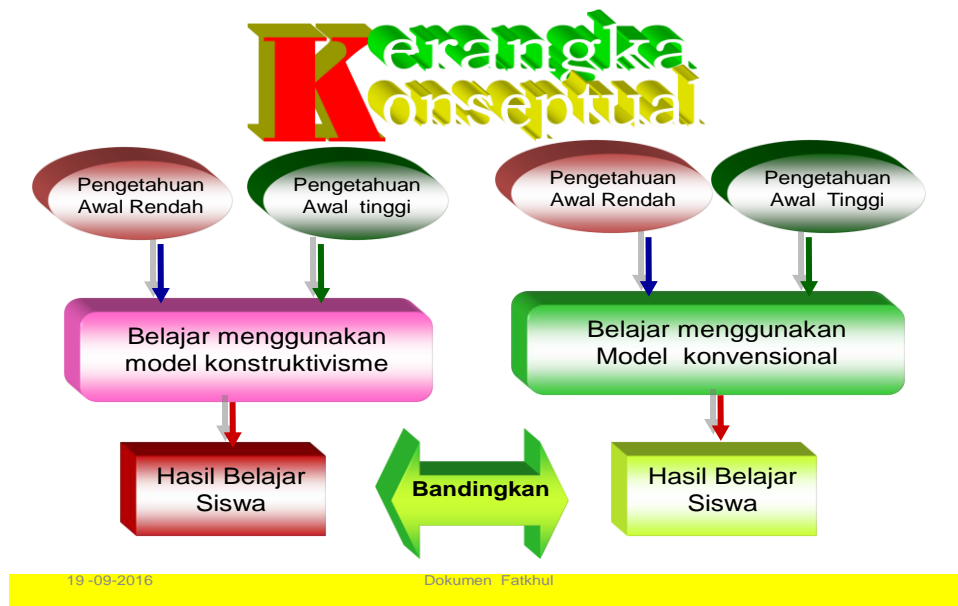 Kerangka
Konseptual
Pengetahuan
Awal Rendah
Pengetahuan
Awal tinggi
Pengetahuan
Awal Rendah
Pengetahuan
Awal Tinggi
Belajar menggunakan
model konstruktivisme
Belajar menggunakan
Model konvensional
Hasil Belajar
Siswa
Bandingkan
Hasil Belajar
Siswa
19 -09-2016
Dokumen Fatkhul